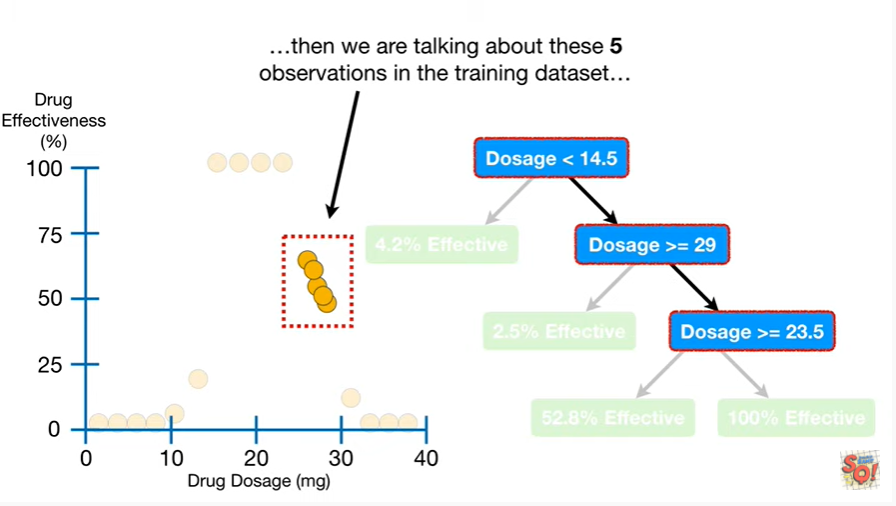 ...then we are talking about these 5
observations in the training dataset...
Drug
Effectiveness
(%)
100
75
50
25
0
0
10
20
30
40
Drug Dosage (mg)
Dosage < 14.5
4.2% Effective
Dosage >= 29
2.5% Effective
Dosage >= 23.5
52.8% Effective
100% Effective
SQ!